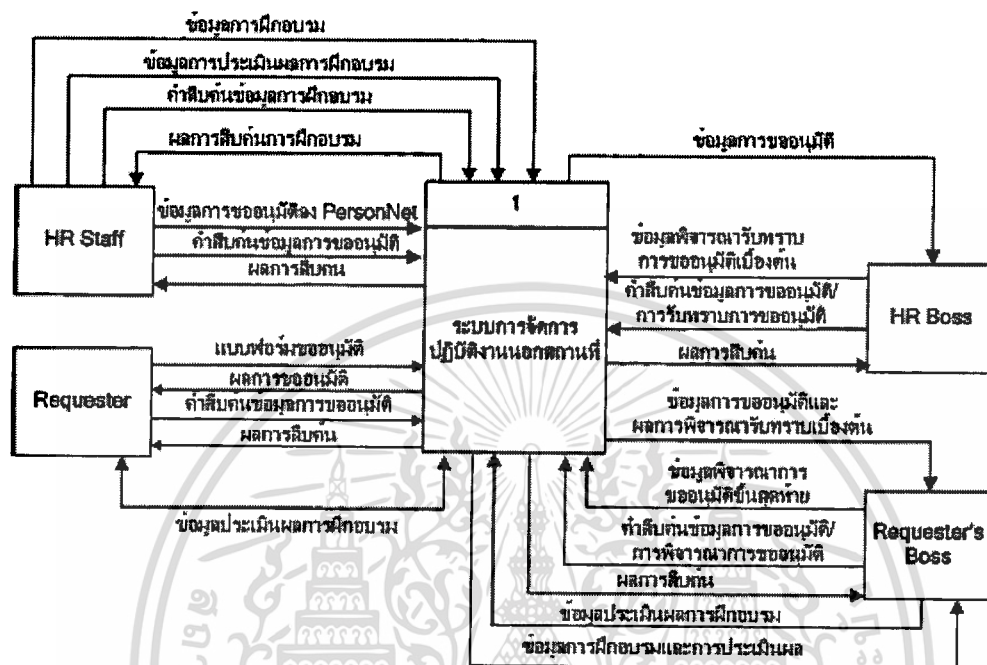 ข้อมูลการฝึกอบรม
ข้อมูลการประเมินผลการฝึกอบรม
คำสืบค้นข้อมูลการฝึกอบรม
ผลการสืบค้นการฝึกอบรม
ข้อมูลการขออนุมัติ
1
HR Staff
ข้อมูลการขออนุมัติลง PersonNet
คำสืบค้นข้อมูลการขออนุมัติ
ผลการสืบค้น
ข้อมูลพิจารณารับทราบ
การขออนุมัติเบื้องต้น
คำสืบค้นข้อมูลการขออนุมัติ/
การรับทราบการขออนุมัติ
ผลการสืบค้น
HR Boss
ระบบการจัดการ
ปฏิบัติงานนอกสถานที่
Requester
แบบฟอร์มขออนุมัติ
ผลการขออนุมัติ
คำสืบค้นข้อมูลการขออนุมัติ
ผลการสืบค้น
ข้อมูลประเมินผลการฝึกอบรม
ข้อมูลการขออนุมัติและ
ผลการพิจารณารับทราบเบื้องต้น
ข้อมูลพิจารณาการ
ขออนุมัติขั้นสุดท้าย
คำสืบค้นข้อมูลการขออนุมัติ/
การพิจารณาการขออนุมัติ
ผลการสืบค้น
Requester's
Boss
ข้อมูลประเมินผลการฝึกอบรม
ข้อมูลการฝึกอบรมและการประเมินผล